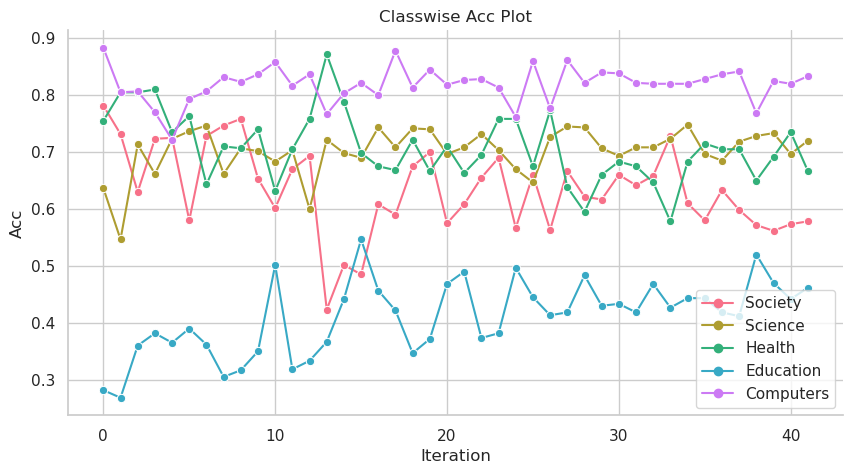 Classwise Acc Plot
0.9
0.8
0.7
0.6
0.5
0.4
0.3
Acc
0
10
20
30
40
Iteration
Society
Science
Health
Education
Computers